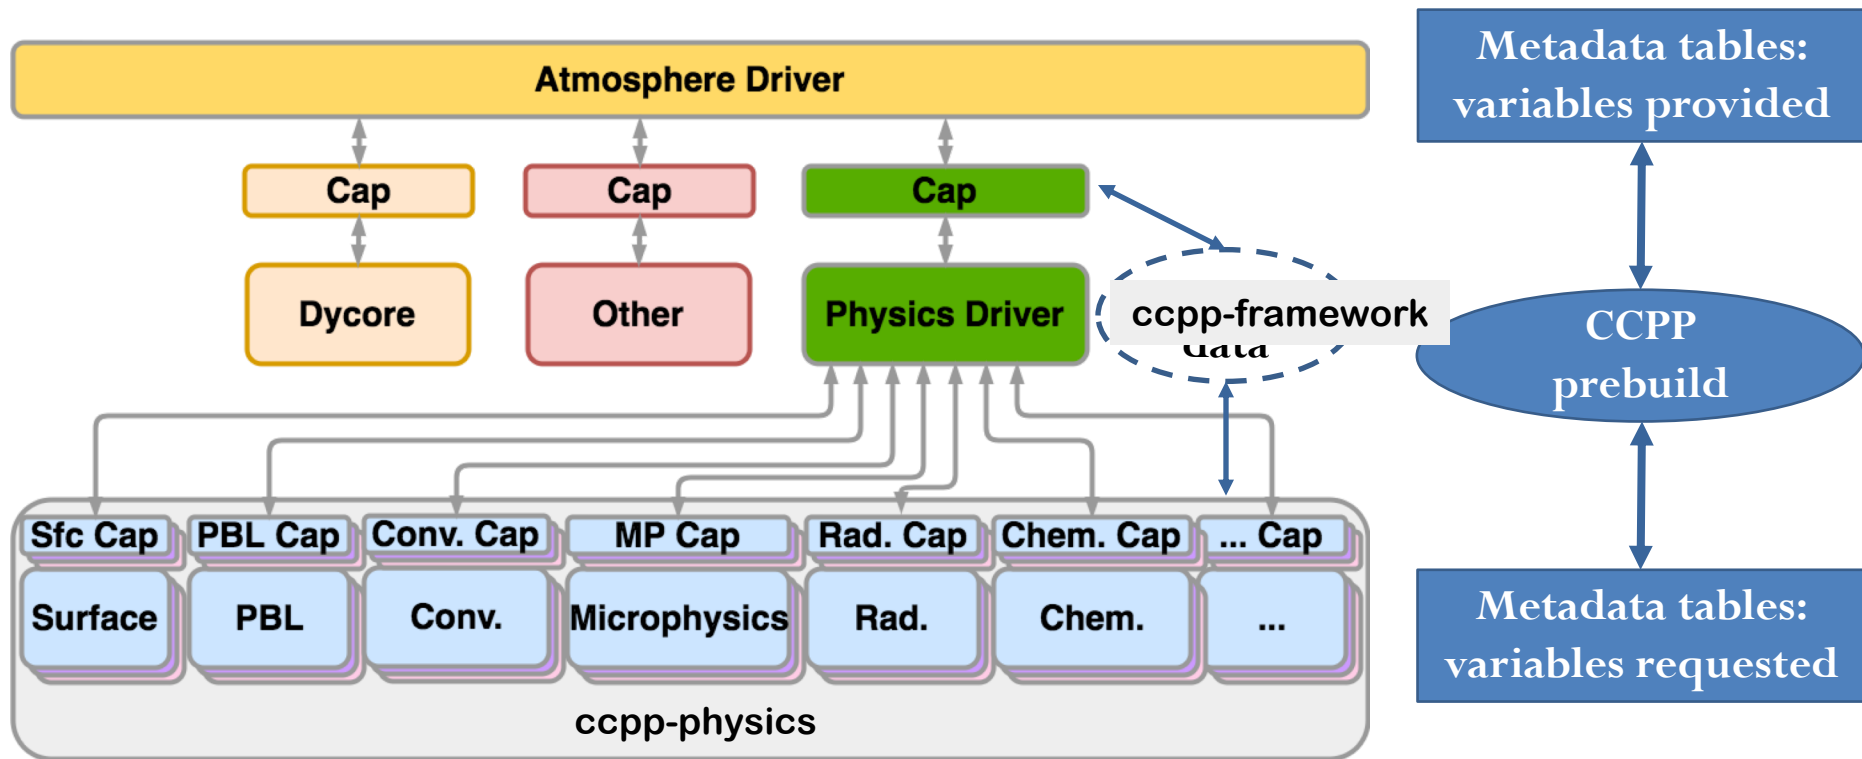 Atmosphere Driver
Cap
Cap
Cap
Dycore
Other
Physics Driver
ccpp-framework
data
Sfc Cap
PBL Cap
Conv. Cap
MP Cap
Rad. Cap
Chem. Cap
... Cap
Surface
PBL
Conv.
Microphysics
Rad.
Chem.
...
ccpp-physics
Metadata tables:
variables provided
CCPP
prebuild
Metadata tables:
variables requested